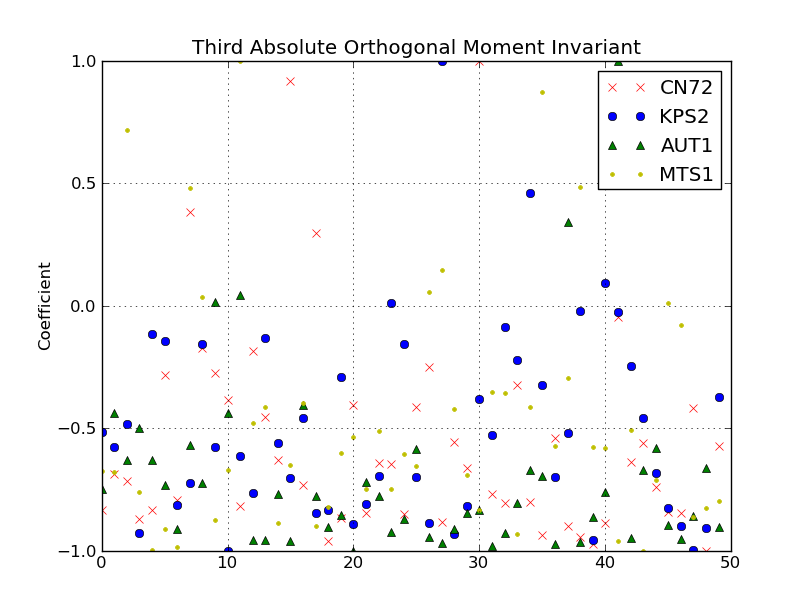 Third Absolute Orthogonal Moment Invariant
1.0
0.5
0.0
−0.5
−1.0
Coefficient
CN72
KPS2
AUT1
MTS1
0 10 20 30 40 50